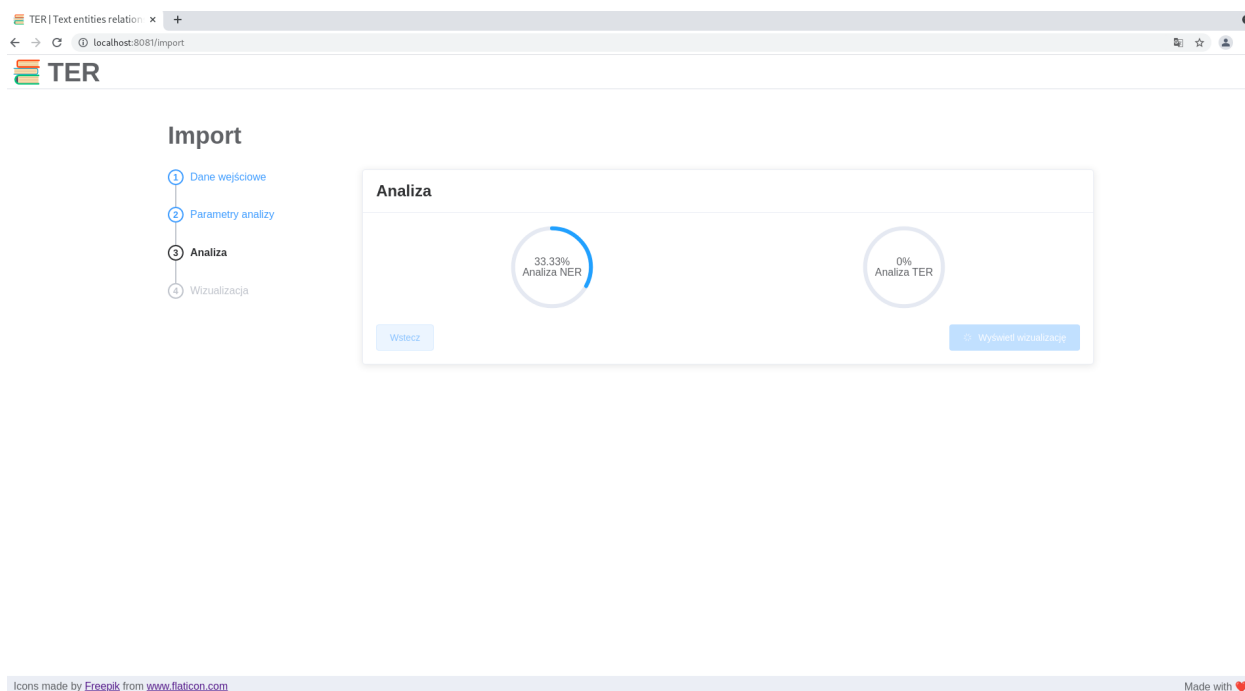 TER | Text entities relation
localhost:8081/import
TER
Import
1 Dane wejściowe
2 Parametry analizy
3 Analiza
4 Wizualizacja
Analiza
33.33%
Analiza NER
0%
Analiza TER
Wstecz
Wyświetl wizualizację
Icons made by Freepik from www.flaticon.com
Made with ❤